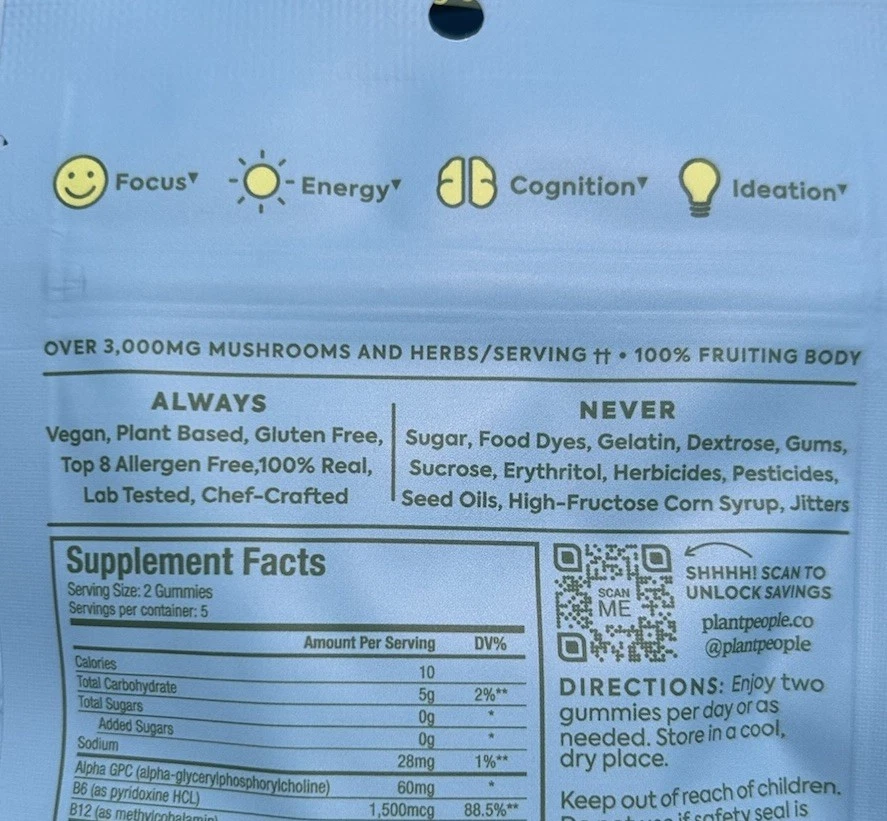 Focus▼ Energy▼ Cognition▼ Ideation▼
OVER 3,000MG MUSHROOMS AND HERBS/SERVING †† • 100% FRUITING BODY
ALWAYS
Vegan, Plant Based, Gluten Free,
Top 8 Allergen Free,100% Real,
Lab Tested, Chef-Crafted
NEVER
Sugar, Food Dyes, Gelatin, Dextrose, Gums,
Sucrose, Erythritol, Herbicides, Pesticides,
Seed Oils, High-Fructose Corn Syrup, Jitters
Supplement Facts
Serving Size: 2 Gummies
Servings per container: 5
Amount Per Serving DV%
Calories 10
Total Carbohydrate 5g 2%**
Total Sugars 0g *
Added Sugars 0g *
Sodium 28mg 1%**
Alpha GPC (alpha-glycerylphosphorylcholine) 60mg *
B6 (as pyridoxine HCL) 1,500mcg 88.5%**
B12 (as methylcobalamin)
SCAN
ME
SHHHH! SCAN TO
UNLOCK SAVINGS
plantpeople.co
@plantpeople
DIRECTIONS: Enjoy two
gummies per day or as
needed. Store in a cool,
dry place.
Keep out of reach of children.
if safety seal is